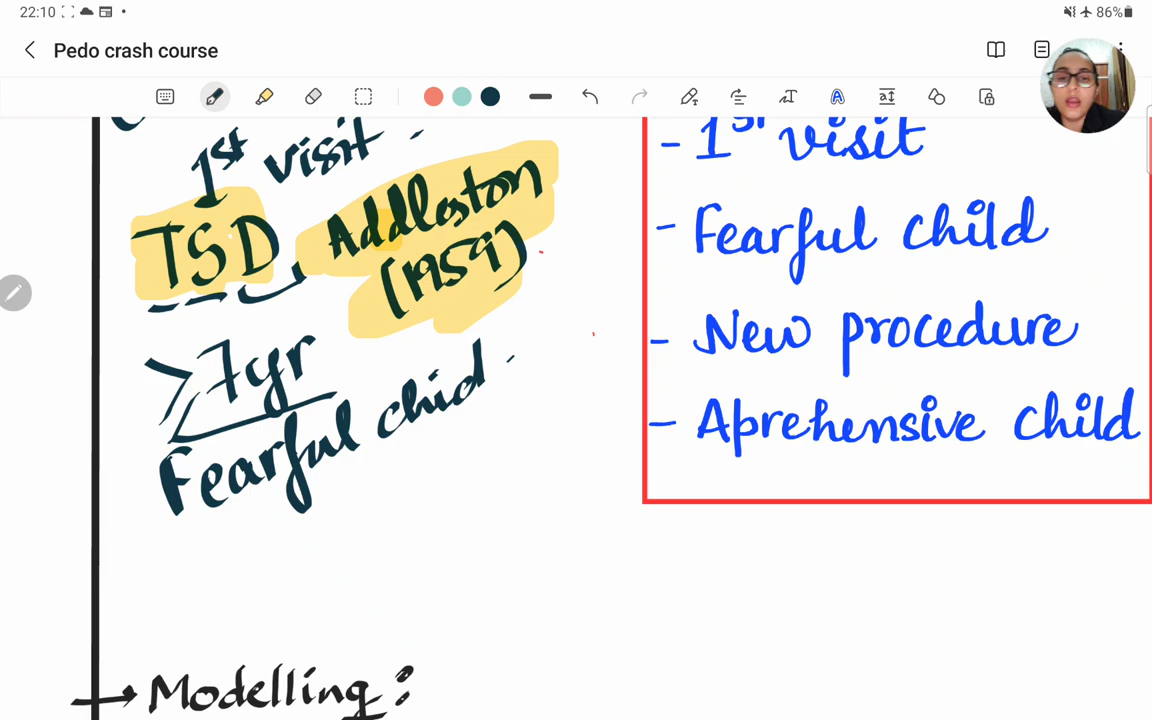 22:10
86%
Pedo crash course
1st visit.
TSD, Addleston
(1959)
>7yr
Fearful chid.
- 1st visit
- Fearful child
- New procedure
- Aprehensive child
→ Modelling: